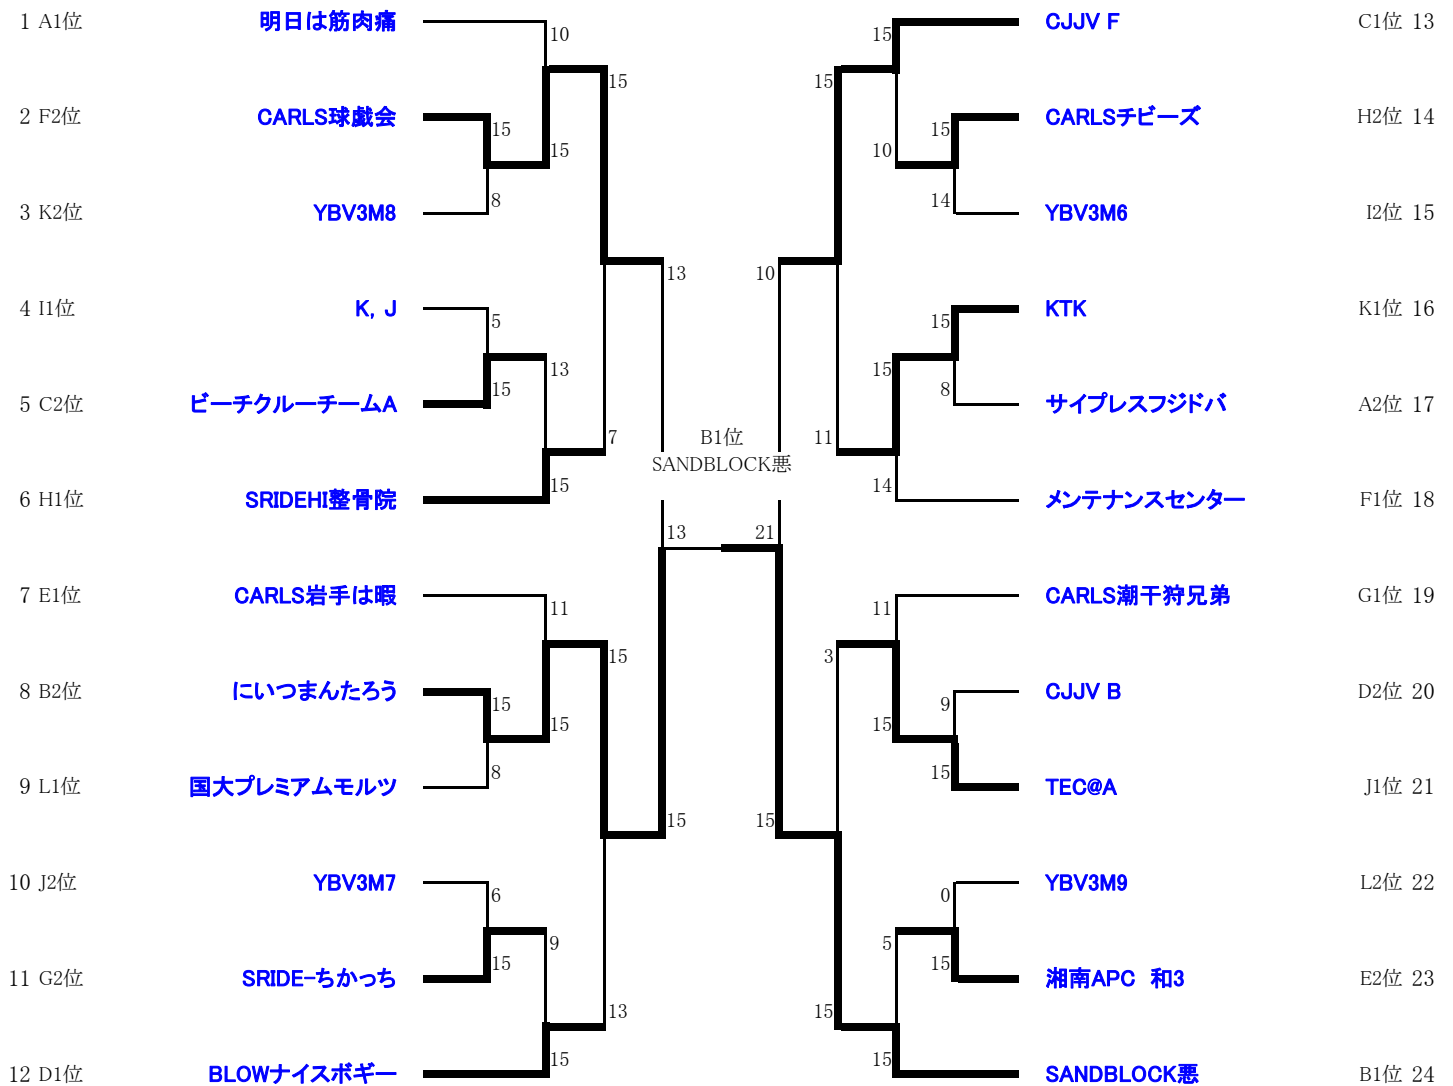 1 A1位 明日は筋肉痛
10
15
2 F2位 CARLS球戯会
15
15
3 K2位 YBV3M8
8
13
4 I1位 K，J
5
13
5 C2位 ビーチクルーチームA
15
7
6 H1位 SRIDEHI整骨院
15
13
7 E1位 CARLS岩手は暇
11
15
8 B2位 にいつまんたろう
15
15
9 L1位 国大プレミアムモルツ
8
15
10 J2位 YBV3M7
6
9
11 G2位 SRIDE-ちかっち
15
13
12 D1位 BLOWナイスボギー
15
B1位
SANDBLOCK悪
CJJV F C1位 13
15
15
CARLSチビーズ H2位 14
15
10
YBV3M6 I2位 15
14
10
KTK K1位 16
15
15
サイプレスフジドバ A2位 17
8
11
メンテナンスセンター F1位 18
14
21
CARLS潮干狩兄弟 G1位 19
11
3
CJJV B D2位 20
9
15
TEC@A J1位 21
15
15
YBV3M9 L2位 22
0
5
湘南APC　和3 E2位 23
15
15
SANDBLOCK悪 B1位 24
15